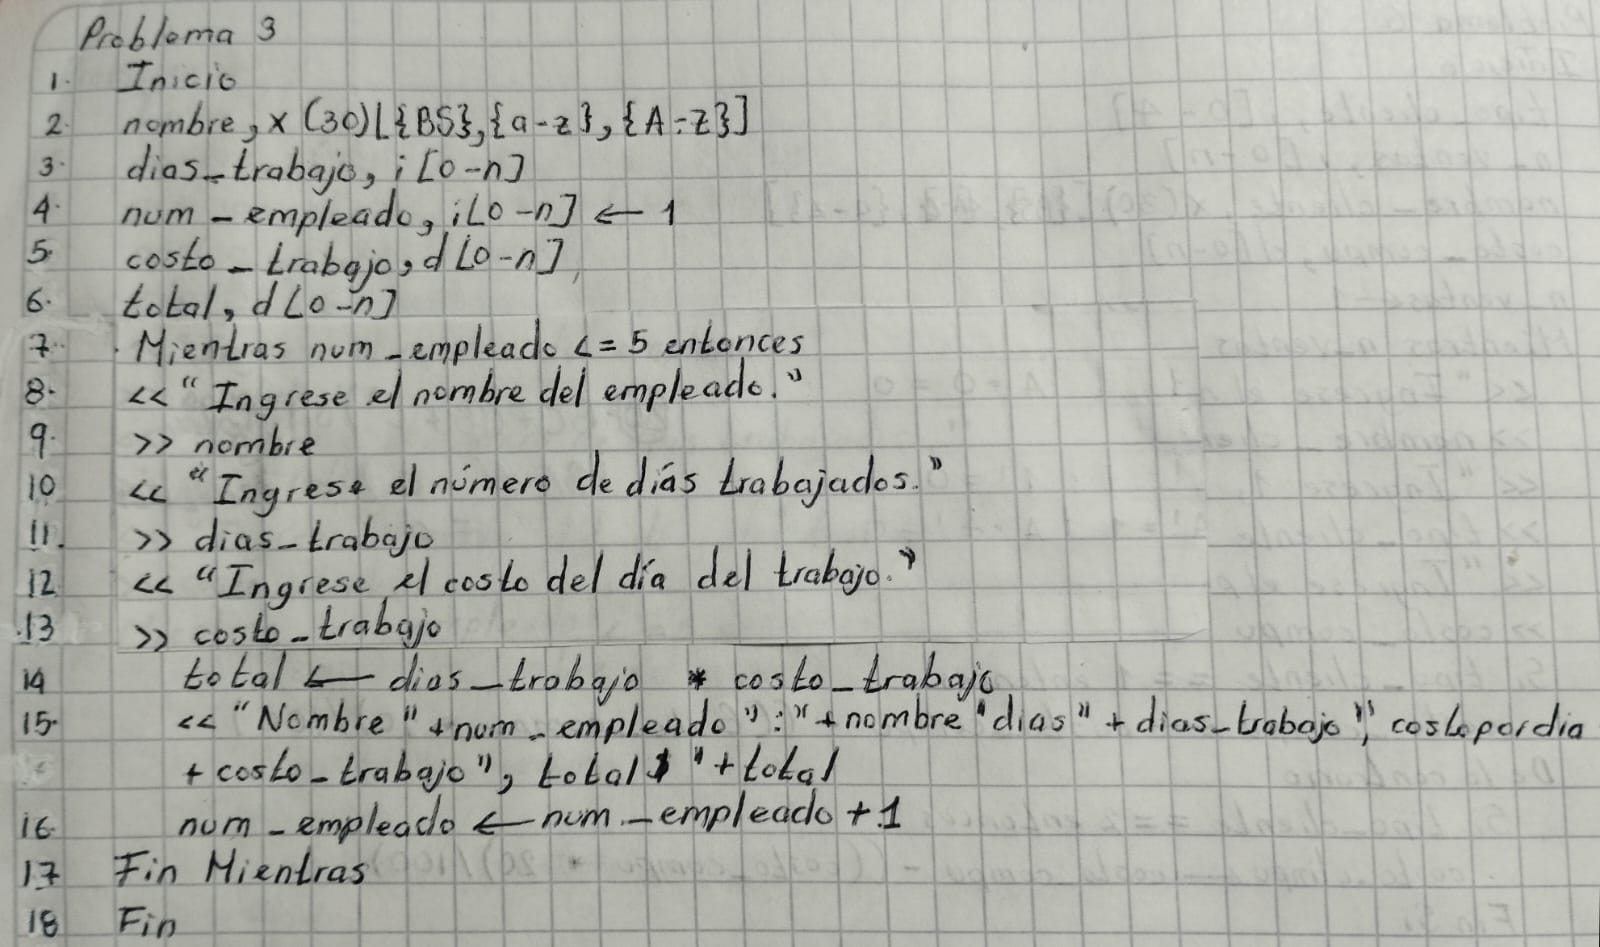 Problema 3
1. Inicio
2. nombre, x (30)[{BS},{a-z},{A-Z}]
3. dias_trabajo, i [0-n]
4. num_empleado, i[0-n] ← 1
5. costo_trabajo, d[0-n]
6. total, d[0-n]
7. Mientras num_empleado <= 5 entonces
8. << "Ingrese el nombre del empleado."
9. >> nombre
10 << "Ingrese el número de diás trabajados."
11. >> dias_trabajo
12 << "Ingrese el costo del día del trabajo."
13 >> costo_trabajo
14 total ← dias_trabajo * costo_trabajo
15. << "Nombre" + num_empleado ":" + nombre "dias" + dias_trabajo ", costo por dia
+ costo_trabajo", total $ " + total
16. num_empleado ← num_empleado + 1
17 Fin Mientras
18 Fin